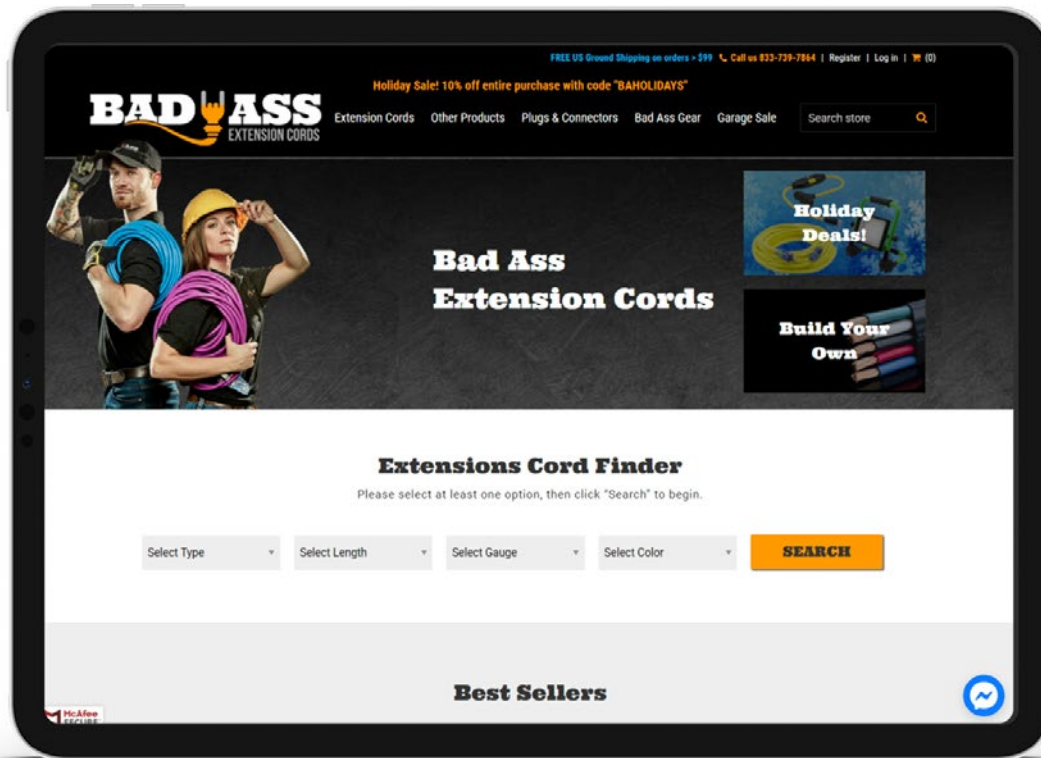 FREE US Ground Shipping on orders > $99 Call us 833-739-7864 | Register | Log in | (0)
Holiday Sale! 10% off entire purchase with code "BAHOLIDAYS"
BAD ASS
EXTENSION CORDS
Extension Cords Other Products Plugs & Connectors Bad Ass Gear Garage Sale Search store
Holiday
Deals!
Bad Ass
Extension Cords
Build Your
Own
Extensions Cord Finder
Please select at least one option, then click "Search" to begin.
Select Type Select Length Select Gauge Select Color SEARCH
Best Sellers
McAfee
SECURE